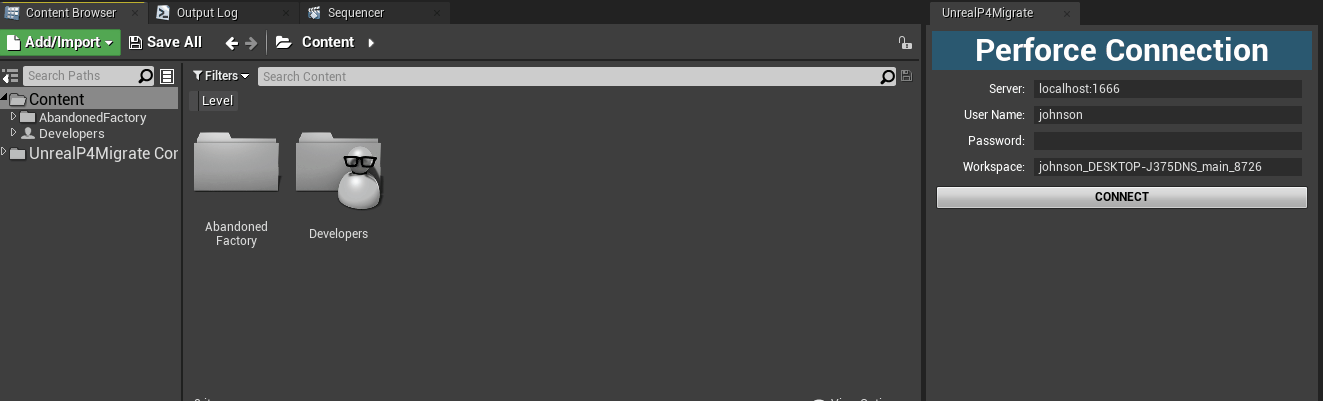 Content Browser
Output Log
Sequencer
UnrealP4Migrate
Add/Import
Save All
Content
Perforce Connection
Search Paths
Filters
Search Content
Server:
localhost:1666
Content
Level
AbandonedFactory
User Name:
johnson
Developers
Password:
UnrealP4Migrate Cor
Workspace:
johnson_DESKTOP-J375DNS_main_8726
CONNECT
Abandoned
Factory
Developers